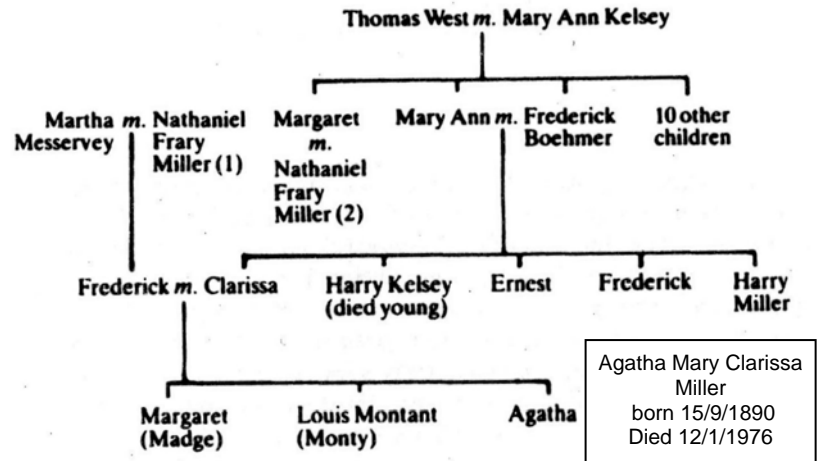 Thomas West m. Mary Ann Kelsey
Martha m. Nathaniel
Messervey Frary
Miller (1)
Margaret
m.
Nathaniel
Frary
Miller (2)
Mary Ann m. Frederick
Boehmer
10 other
children
Frederick m. Clarissa
Harry Kelsey
(died young)
Ernest
Frederick
Harry
Miller
Margaret
(Madge)
Louis Montant
(Monty)
Agatha
Agatha Mary Clarissa
Miller
born 15/9/1890
Died 12/1/1976